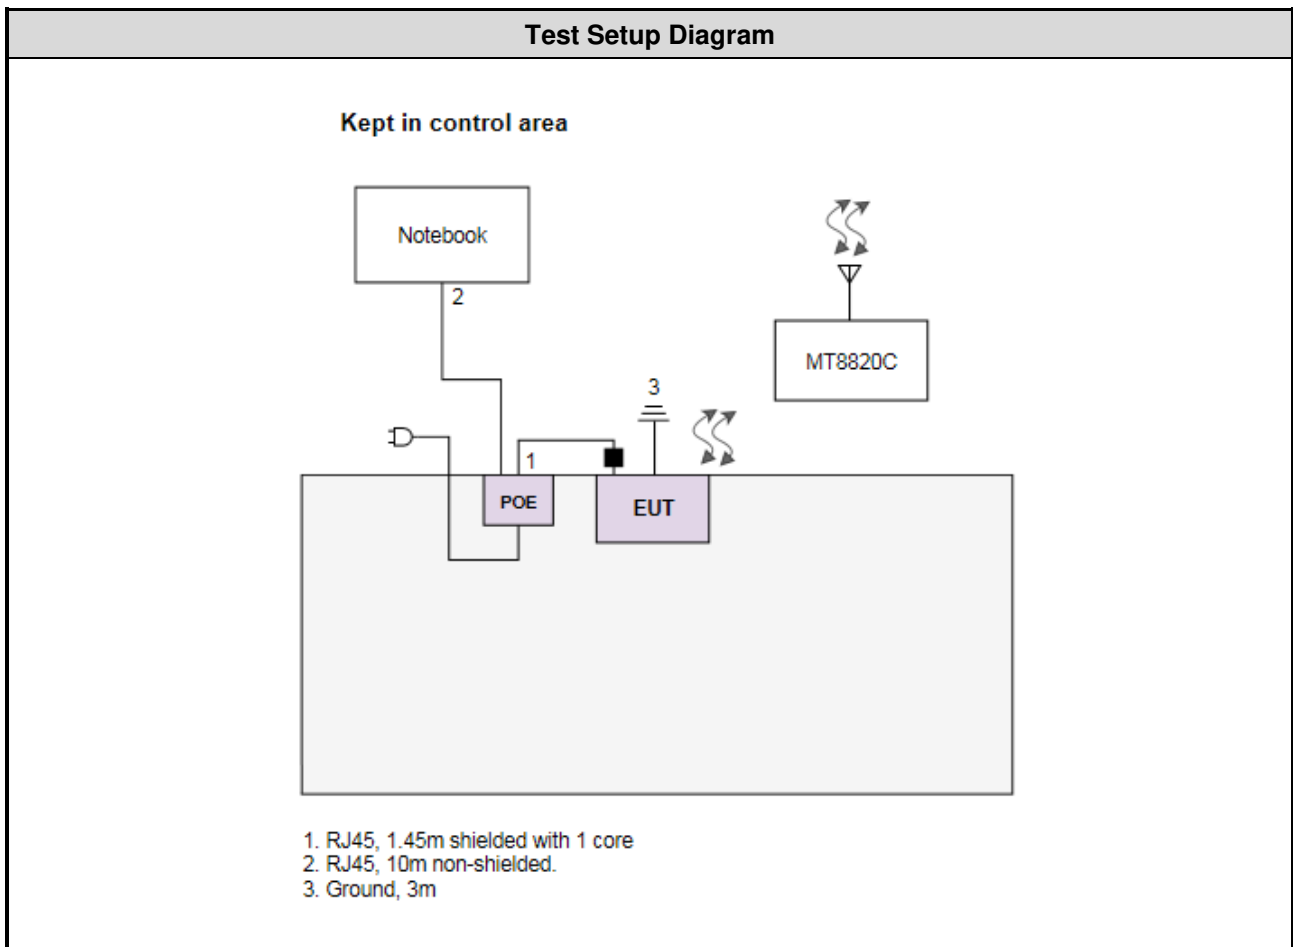 Test Setup Diagram
Kept in control area
Notebook
2
MT8820C
3
1
POE
EUT
1. RJ45, 1.45m shielded with 1 core
2. RJ45, 10m non-shielded.
3. Ground, 3m